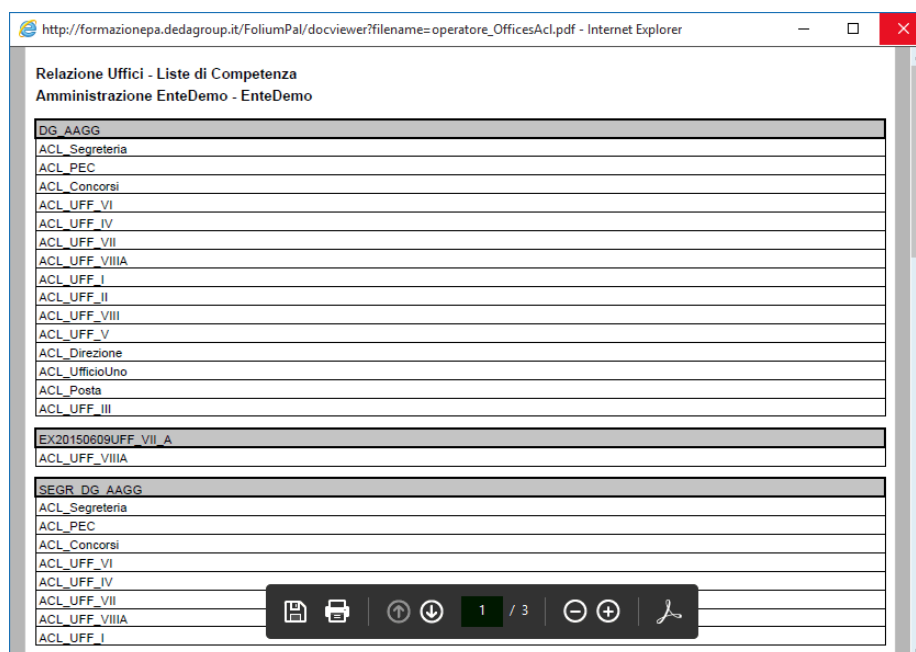 http://formazionepa.dedagroup.it/FoliumPal/docviewer?filename=operatore_OfficesAcl.pdf - Internet Explorer
Relazione Uffici - Liste di Competenza
Amministrazione EnteDemo - EnteDemo
DG_AAGG
ACL_Segreteria
ACL_PEC
ACL_Concorsi
ACL_UFF_VI
ACL_UFF_IV
ACL_UFF_VII
ACL_UFF_VIIIA
ACL_UFF_I
ACL_UFF_II
ACL_UFF_VIII
ACL_UFF_V
ACL_Direzione
ACL_UfficioUno
ACL_Posta
ACL_UFF_III
EX20150609UFF_VII_A
ACL_UFF_VIIIA
SEGR_DG_AAGG
ACL_Segreteria
ACL_PEC
ACL_Concorsi
ACL_UFF_VI
ACL_UFF_IV
ACL_UFF_VII
ACL_UFF_VIIIA
ACL_UFF_I
1 / 3